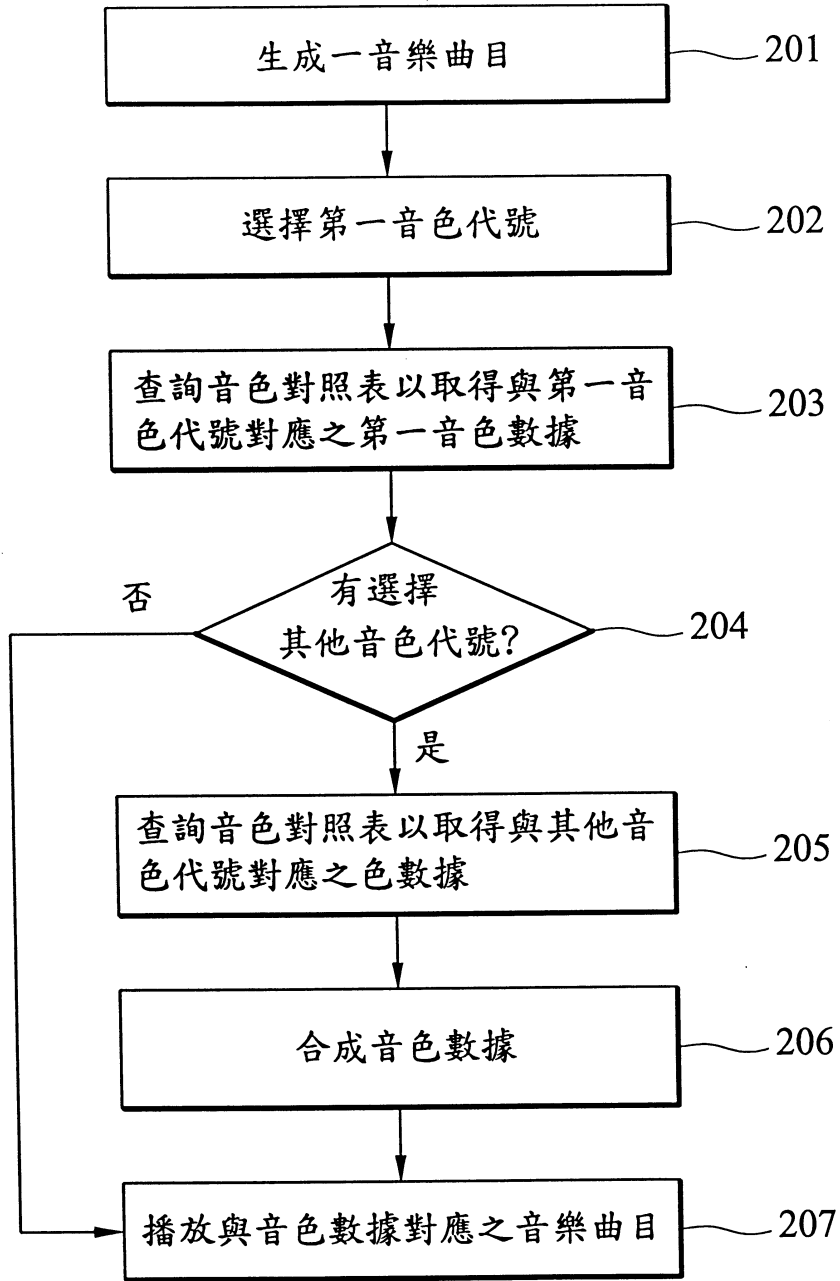 生成一音樂曲目
201
選擇第一音色代號
202
查詢音色對照表以取得與第一音
色代號對應之第一音色數據
203
有選擇
其他音色代號?
204
否
是
查詢音色對照表以取得與其他音
色代號對應之色數據
205
合成音色數據
206
播放與音色數據對應之音樂曲目
207